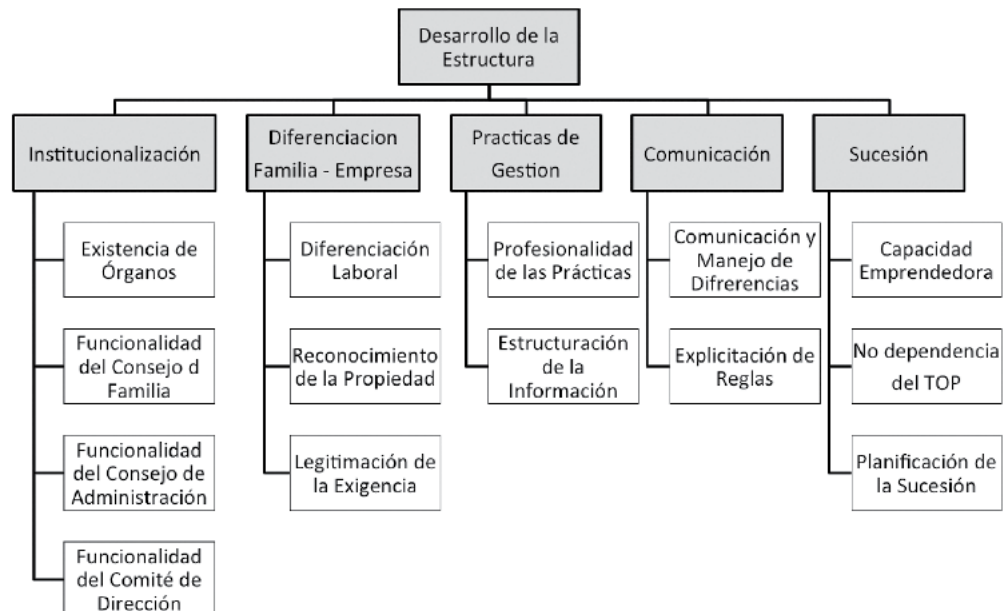 Desarrollo de la
Estructura
Institucionalización
Diferenciacion
Familia - Empresa
Practicas de
Gestion
Comunicación
Sucesión
Existencia de
Órganos
Funcionalidad
del Consejo d
Familia
Funcionalidad
del Consejo de
Administración
Funcionalidad
del Comité de
Dirección
Diferenciación
Laboral
Reconocimiento
de la Propiedad
Legitimación de
la Exigencia
Profesionalidad
de las Prácticas
Estructuración
de la
Información
Comunicación y
Manejo de
Difrerencias
Explicitación de
Reglas
Capacidad
Emprendedora
No dependencia
del TOP
Planificación de
la Sucesión